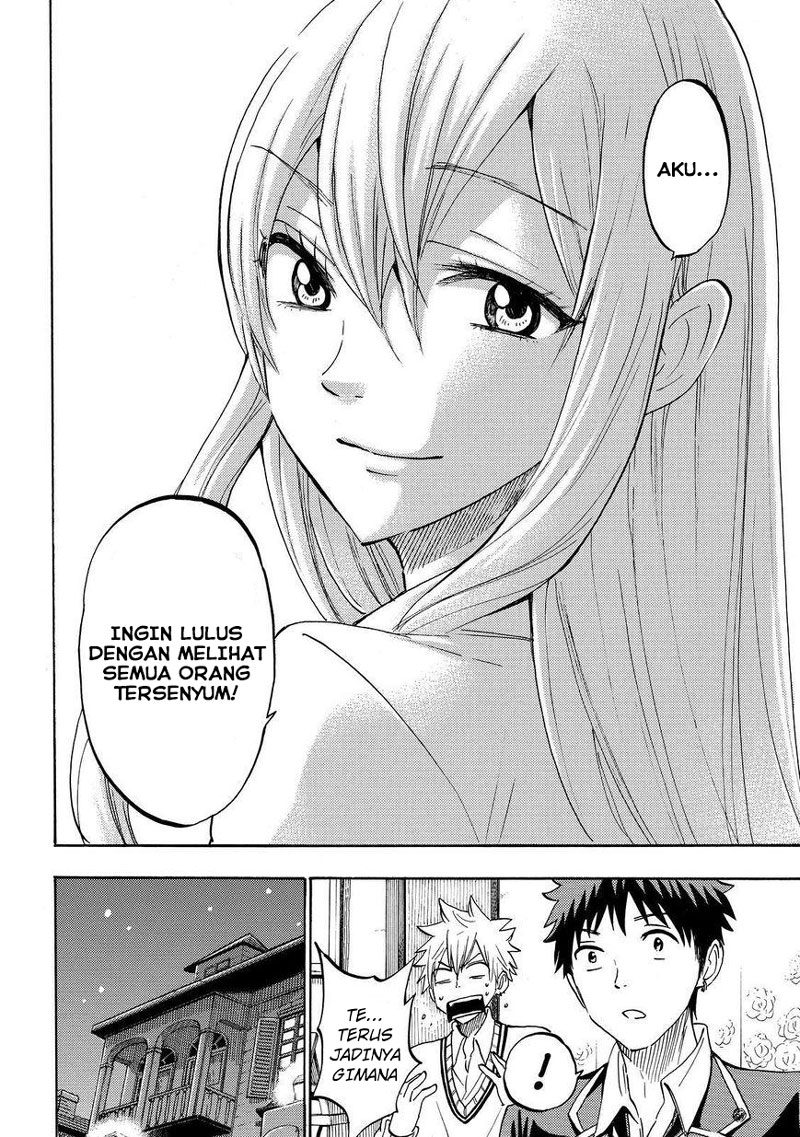 AKU...
INGIN LULUS
DENGAN MELIHAT
SEMUA ORANG
TERSENYUM!
TE...
TERUS
JADINYA
GIMANA
!